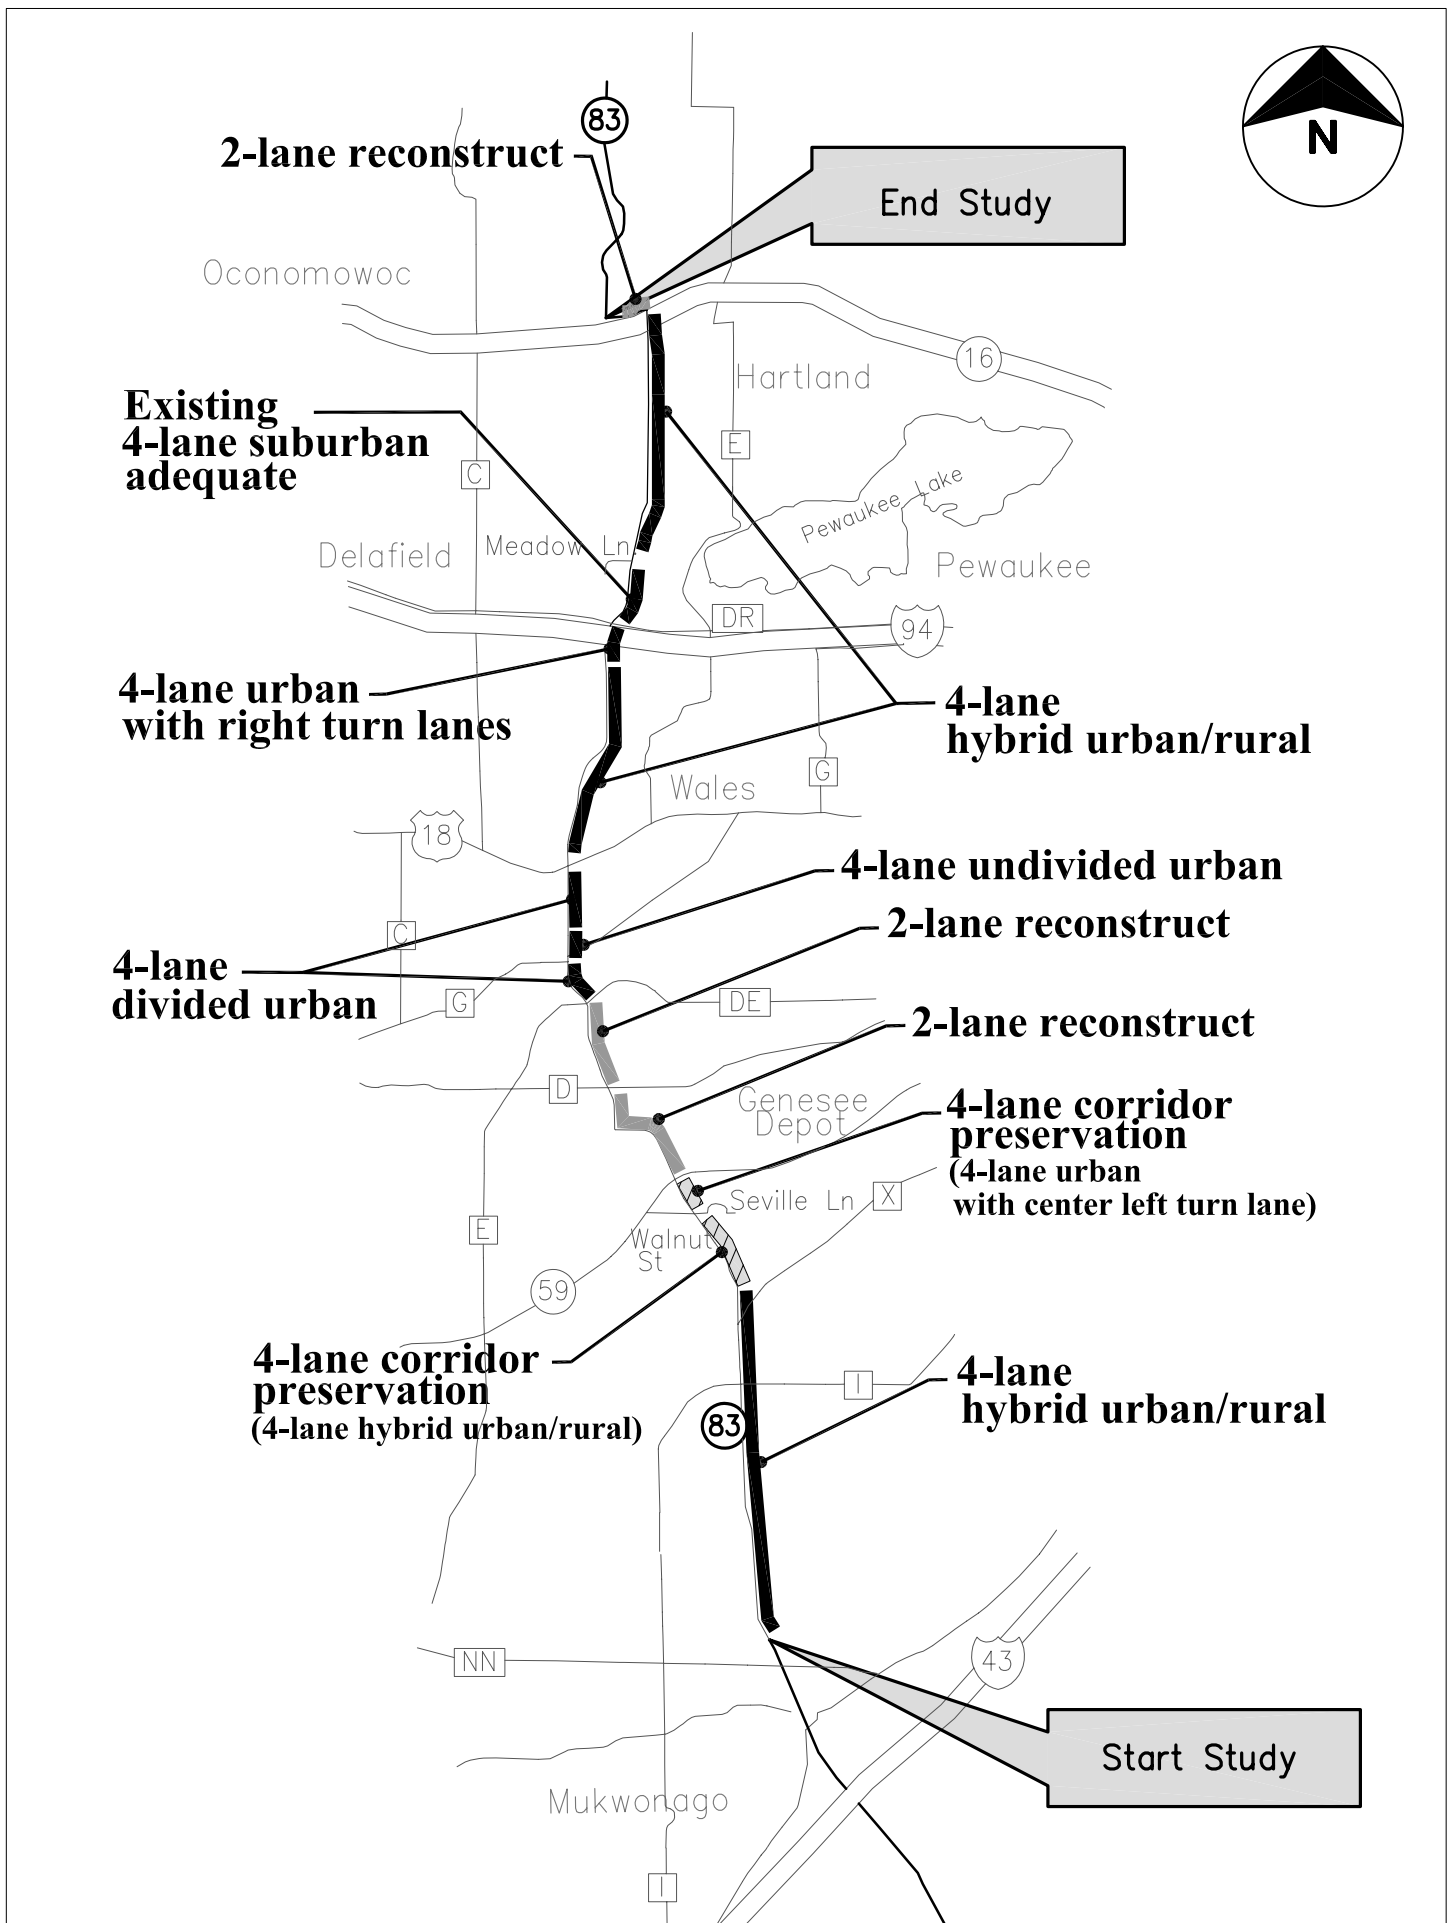 83
2-lane reconstruct
N
End Study
Oconomowoc
16
Hartland
Existing
4-lane suburban
adequate
E
C
Pewaukee Lake
Meadow Ln.
Delafield
Pewaukee
DR
94
4-lane urban
with right turn lanes
4-lane
hybrid urban/rural
G
Wales
18
4-lane undivided urban
2-lane reconstruct
C
4-lane
divided urban
G
DE
2-lane reconstruct
D
Genesee
Depot
4-lane corridor
preservation
(4-lane urban
with center left turn lane)
X
Seville Ln
E
Walnut
St
59
4-lane corridor
preservation
(4-lane hybrid urban/rural)
4-lane
hybrid urban/rural
I
83
NN
43
Start Study
Mukwonago
I